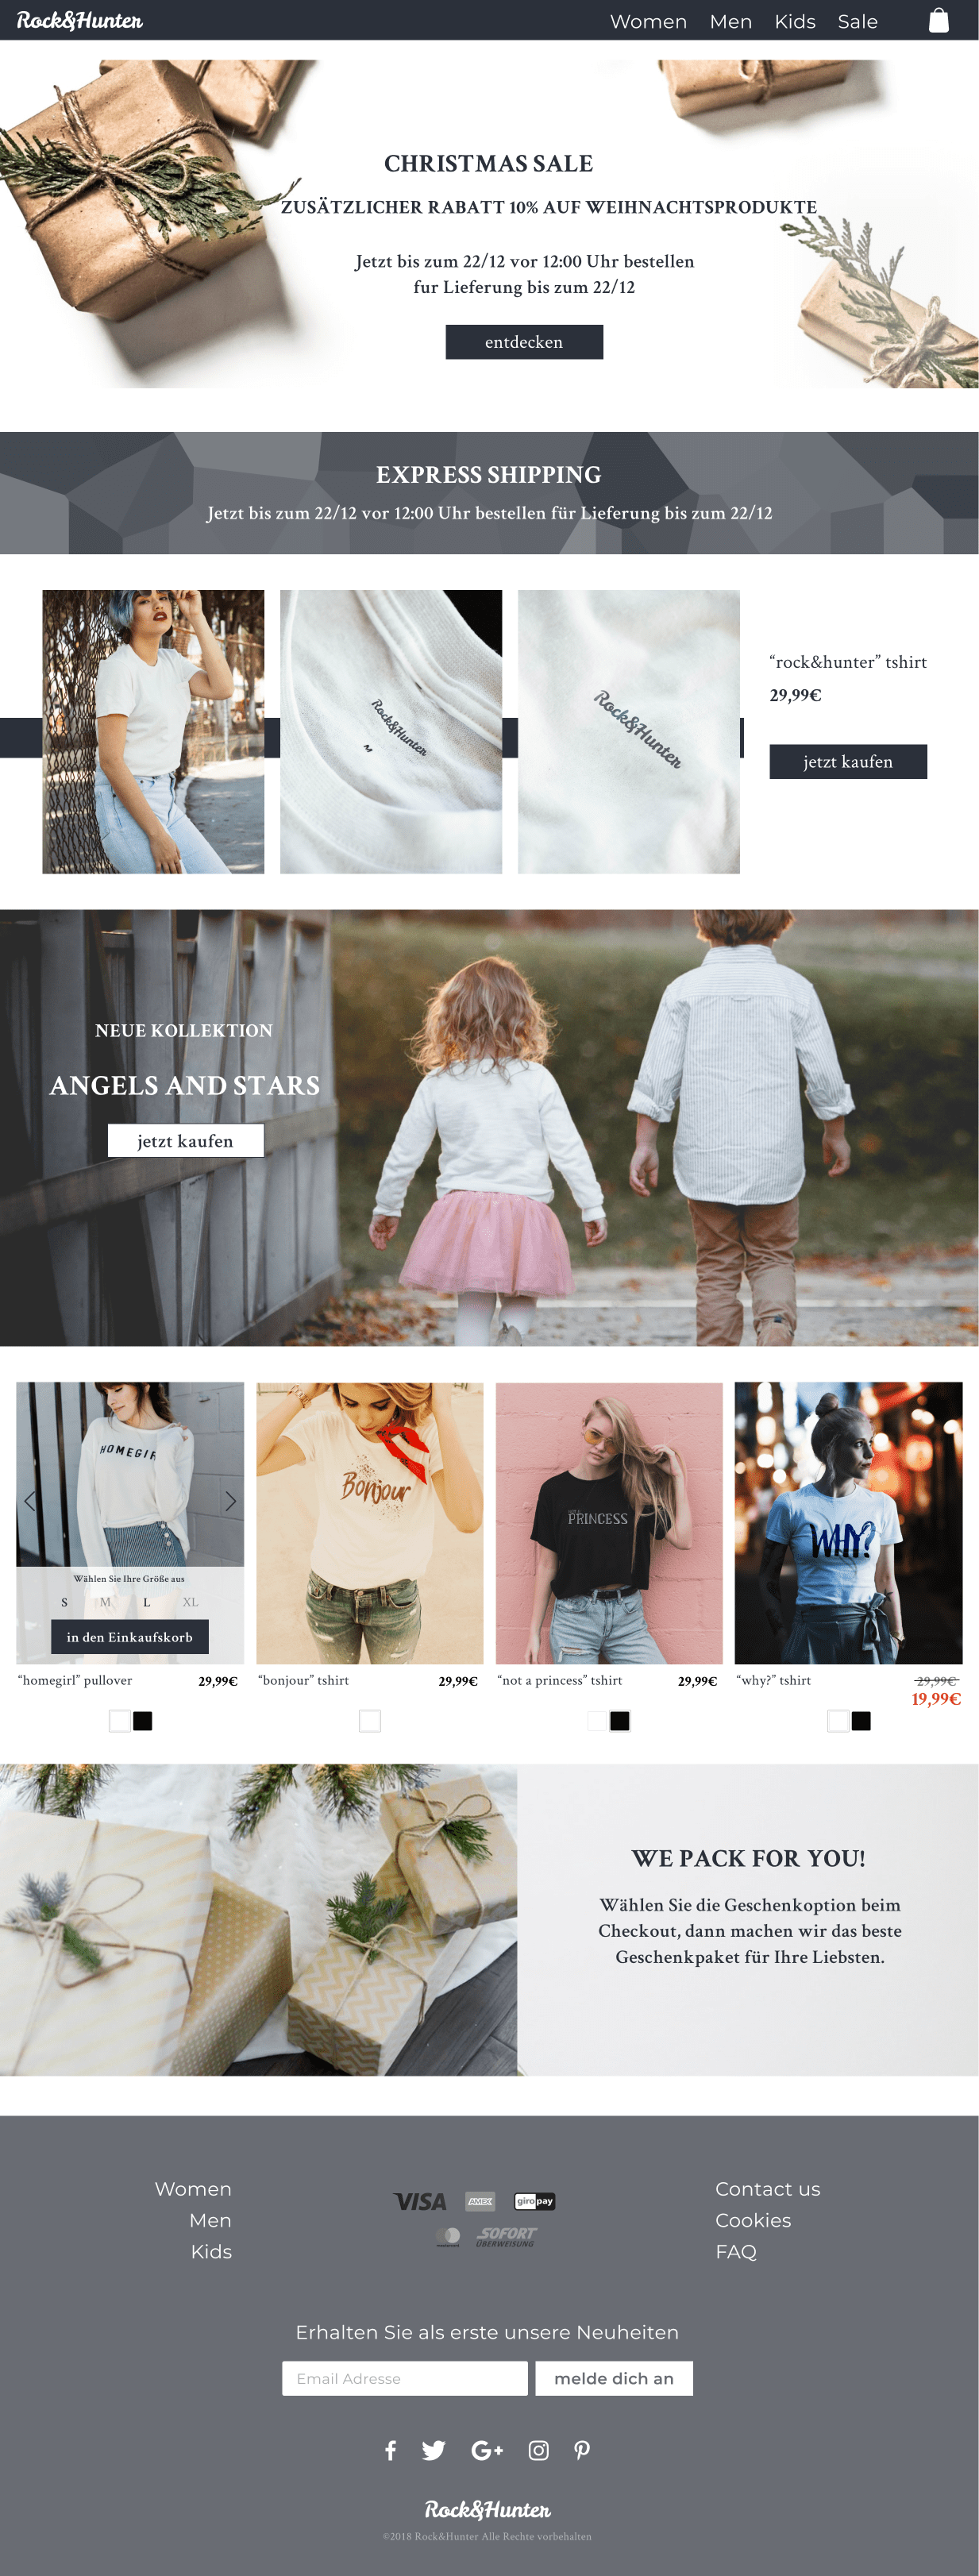 Rock&Hunter
Women Men Kids Sale
CHRISTMAS SALE
ZUSÄTZLICHER RABATT 10% AUF WEIHNACHTSPRODUKTE
Jetzt bis zum 22/12 vor 12:00 Uhr bestellen
fur Lieferung bis zum 22/12
entdecken
EXPRESS SHIPPING
Jetzt bis zum 22/12 vor 12:00 Uhr bestellen für Lieferung bis zum 22/12
Rock&Hunter
M
Rock&Hunter
“rock&hunter” tshirt
29,99€
jetzt kaufen
NEUE KOLLEKTION
ANGELS AND STARS
jetzt kaufen
HOMEGIR
Wählen Sie Ihre Größe aus
S M L XL
in den Einkaufskorb
“homegirl” pullover 29,99€
Bonjour
“bonjour” tshirt 29,99€
PRINCESS
“not a princess” tshirt 29,99€
WHY?
“why?” tshirt 29,99€
19,99€
WE PACK FOR YOU!
Wählen Sie die Geschenkoption beim
Checkout, dann machen wir das beste
Geschenkpaket für Ihre Liebsten.
Women
Men
Kids
VISA AMEX giropay
SOFORT
ÜBERWEISUNG
Contact us
Cookies
FAQ
Erhalten Sie als erste unsere Neuheiten
Email Adresse
melde dich an
G+
Rock&Hunter
©2018 Rock&Hunter Alle Rechte vorbehalten